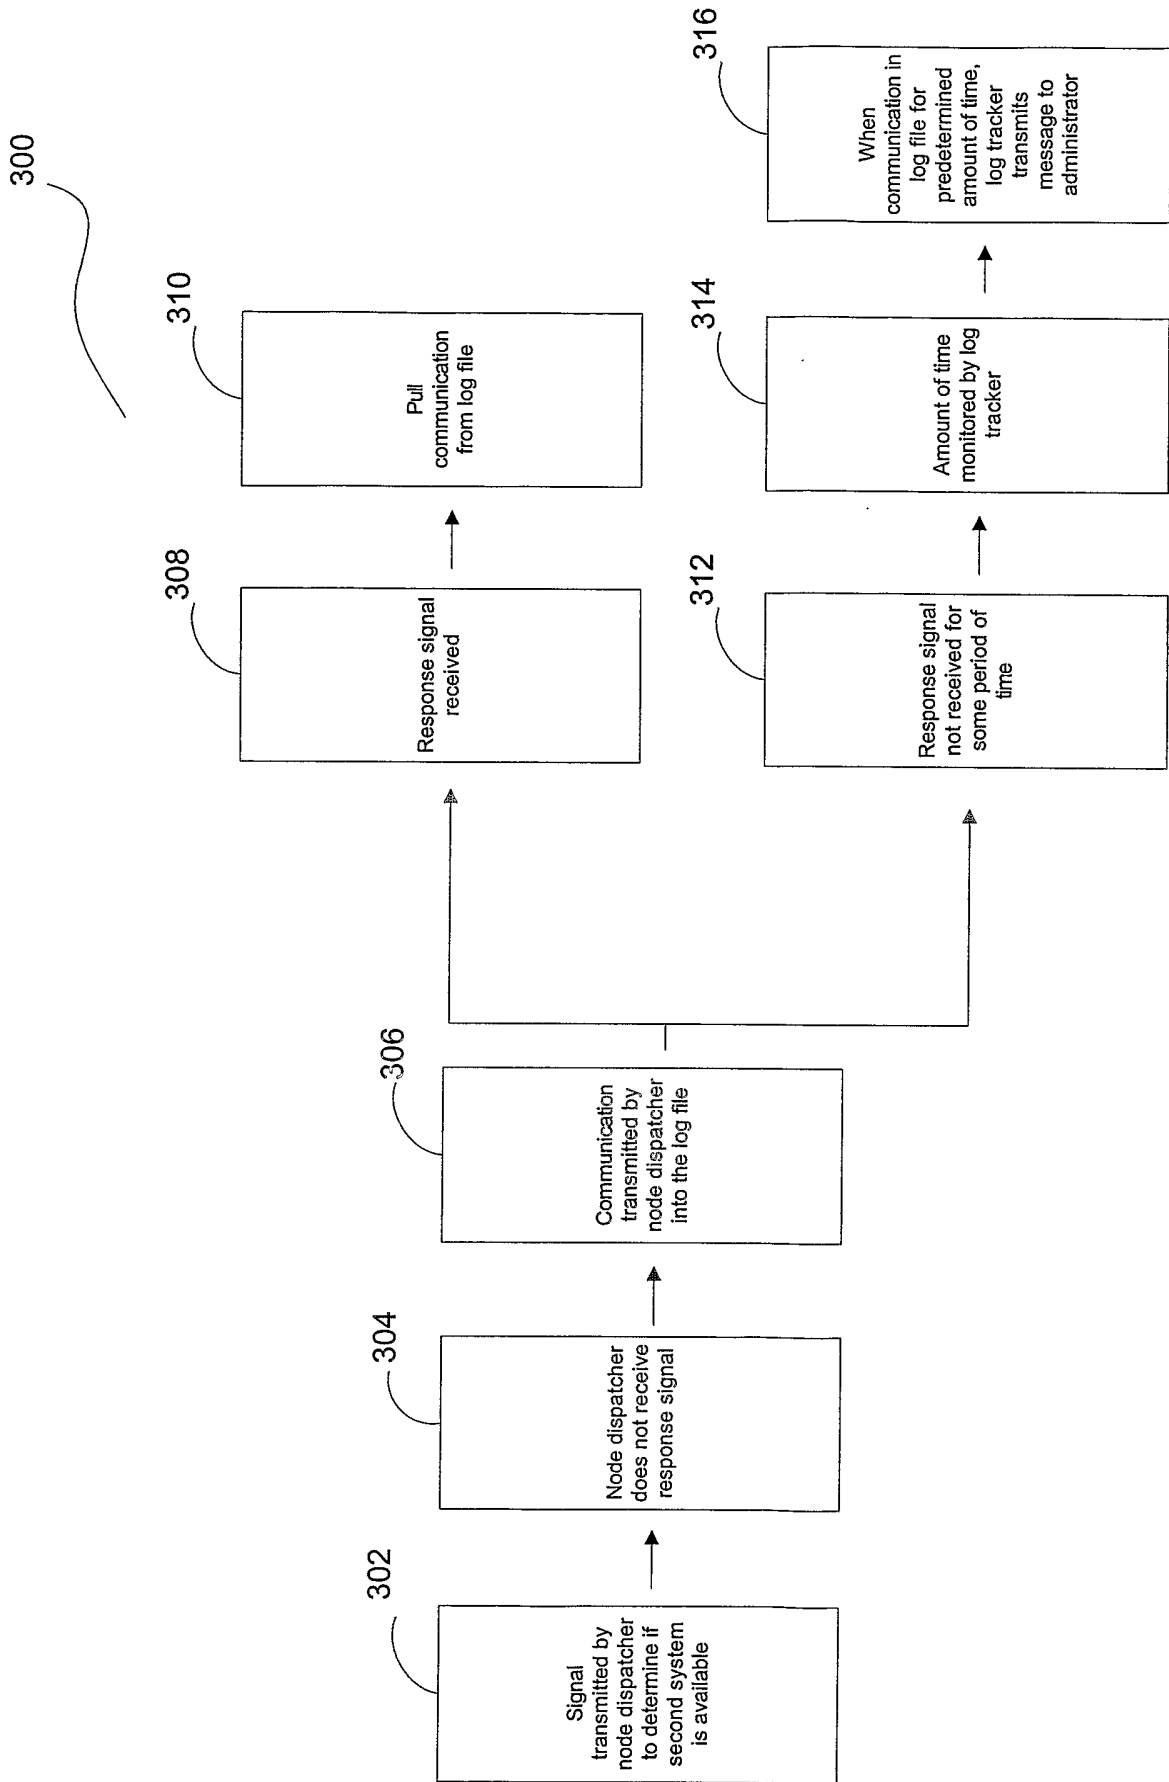 300
302
Signal
transmitted by
node dispatcher
to determine if
second system
is available
304
Node dispatcher
does not receive
response signal
306
Communication
transmitted by
node dispatcher
into the log file
308
Response signal
received
310
Pull
communication
from log file
312
Response signal
not received for
some period of
time
314
Amount of time
monitored by log
tracker
316
When
communication in
log file for
predetermined
amount of time,
log tracker
transmits
message to
administrator